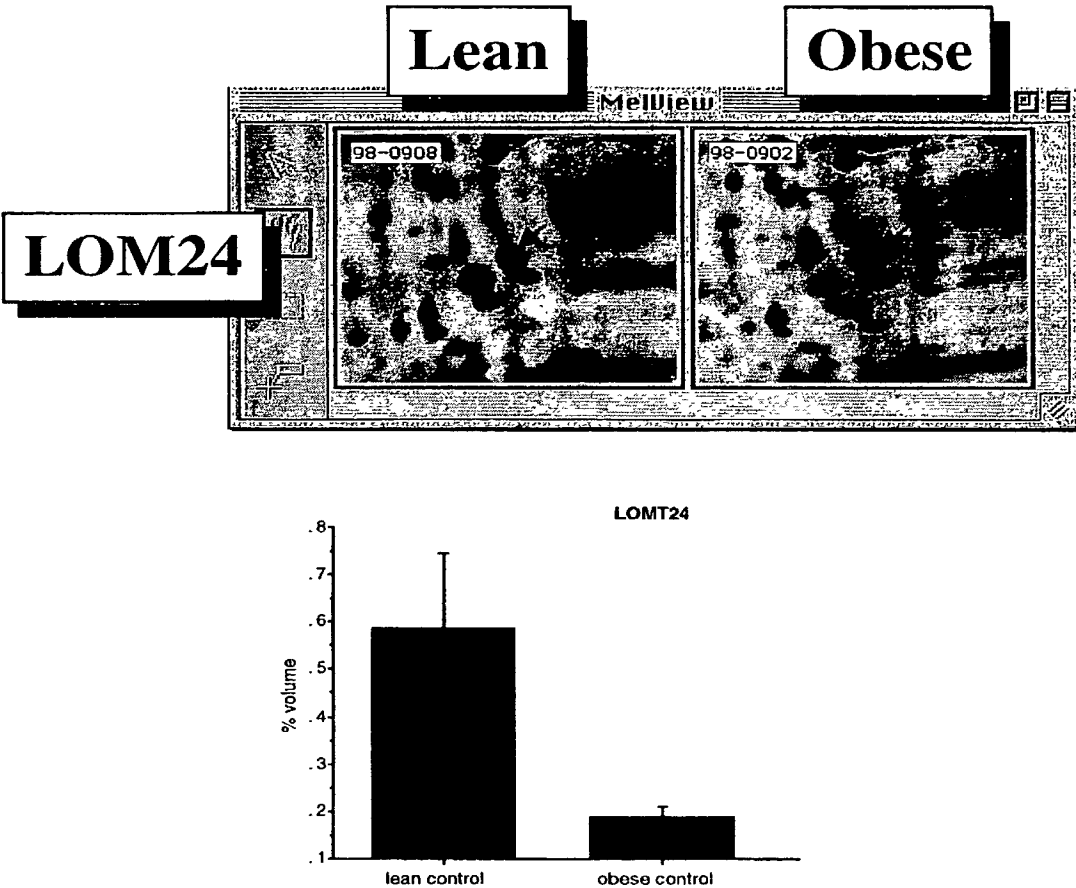 Lean
Obese
MelView
98-0908
98-0902
LOM24
LOMT24
.8
.7
.6
.5
.4
.3
.2
.1
% volume
lean control
obese control